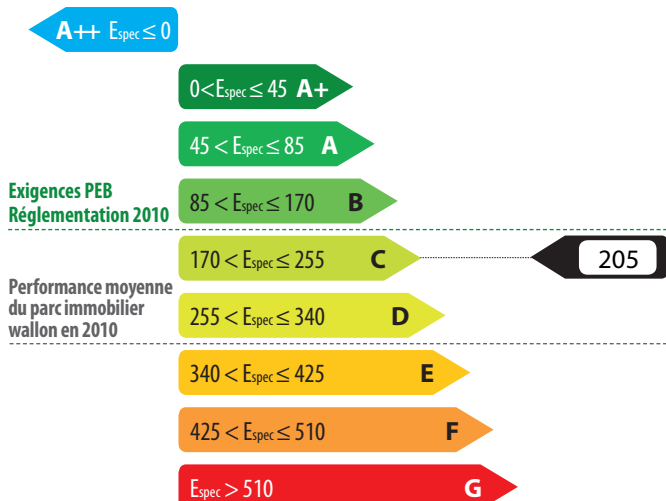 A++ Espec ≤ 0
0<Espec ≤ 45 A+
45 < Espec ≤ 85 A
Exigences PEB
Réglementation 2010
85 < Espec ≤ 170 B
170 < Espec ≤ 255 C
205
Performance moyenne
du parc immobilier
wallon en 2010
255 < Espec ≤ 340 D
340 < Espec ≤ 425 E
425 < Espec ≤ 510 F
Espec > 510 G